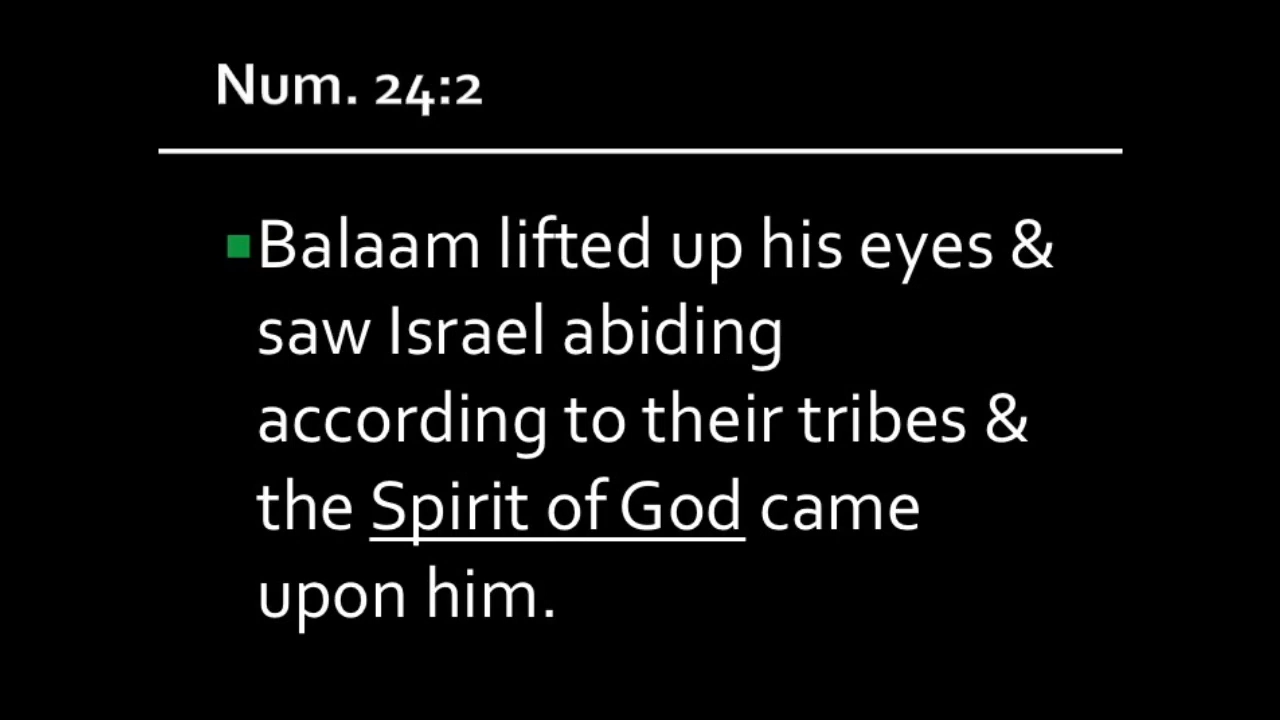 Num. 24:2
Balaam lifted up his eyes &
saw Israel abiding
according to their tribes &
the Spirit of God came
upon him.